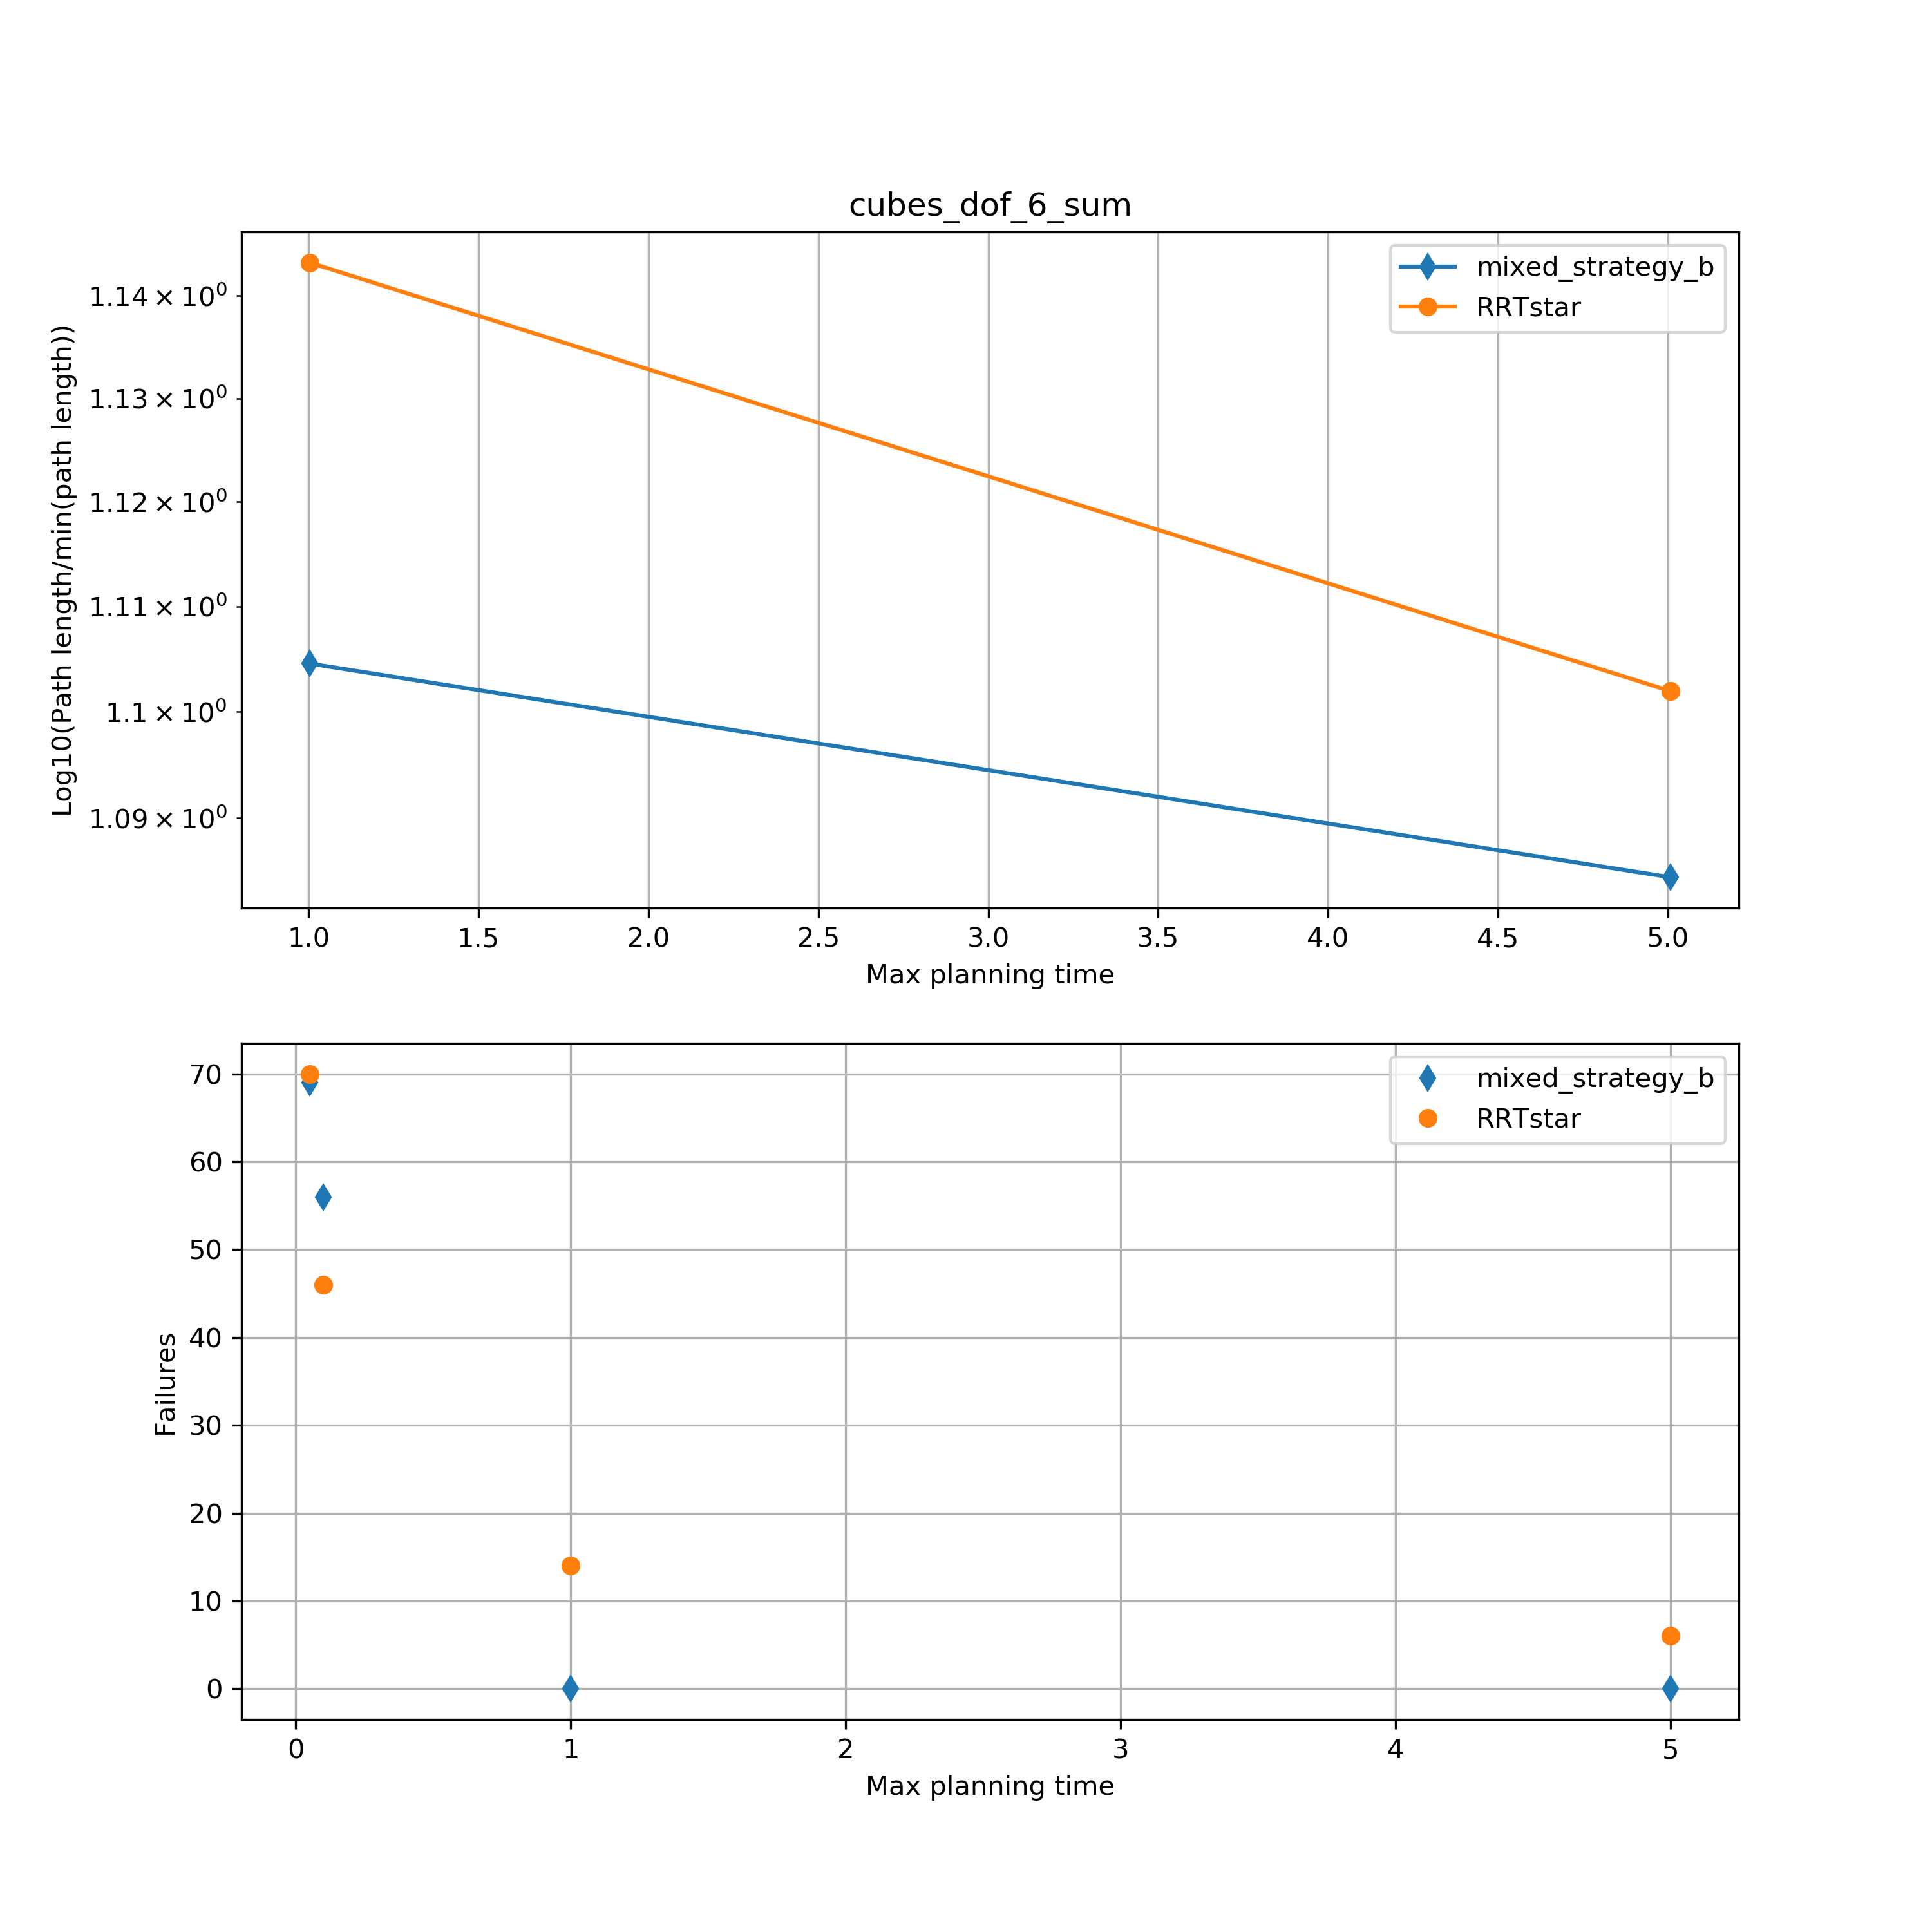 cubes_dof_6_sum
Log10(Path length/min(path length))
1.14 × 10⁰
1.13 × 10⁰
1.12 × 10⁰
1.11 × 10⁰
1.1 × 10⁰
1.09 × 10⁰
mixed_strategy_b
RRTstar
1.0 1.5 2.0 2.5 3.0 3.5 4.0 4.5 5.0
Max planning time
Failures
70
60
50
40
30
20
10
0
mixed_strategy_b
RRTstar
0 1 2 3 4 5
Max planning time